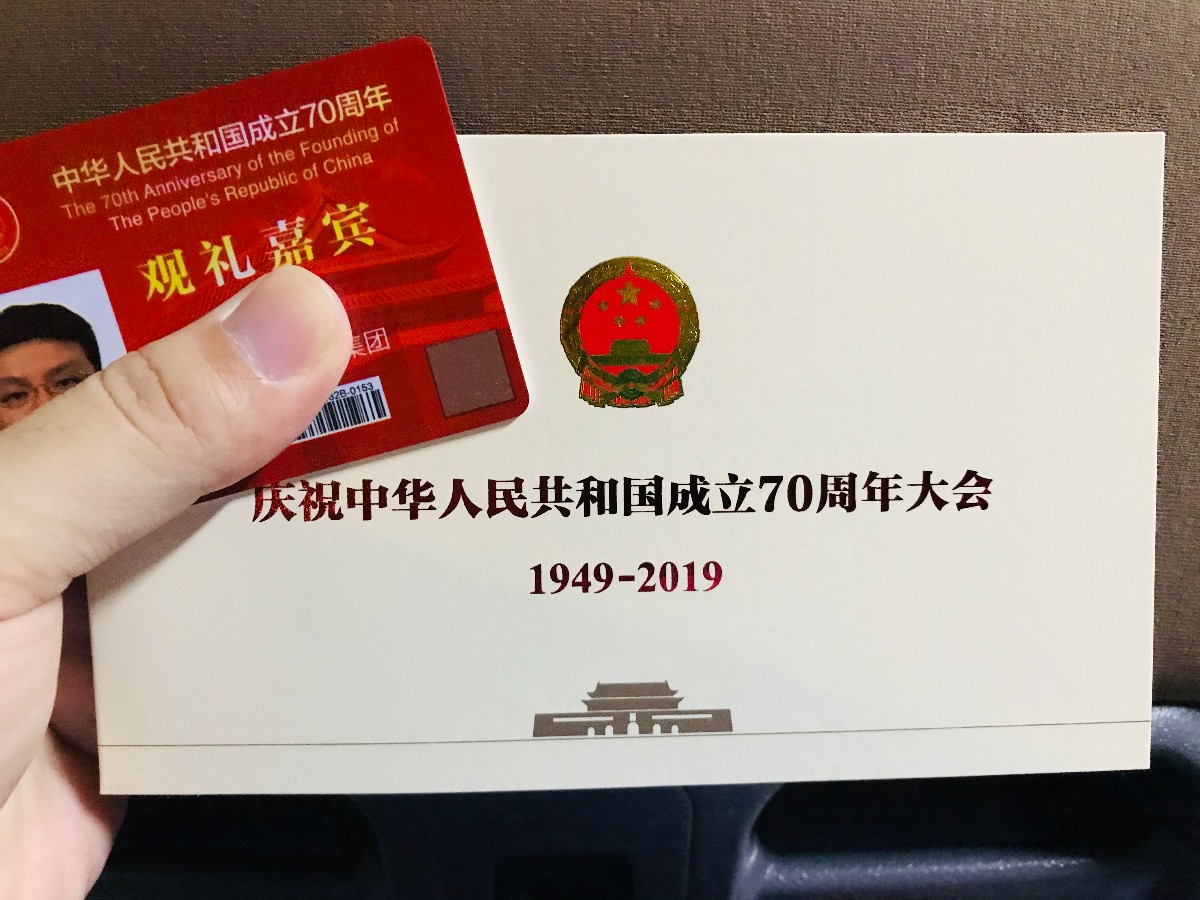 中华人民共和国成立70周年
The 70th Anniversary of the Founding of
The People's Republic of China
观礼嘉宾
集团
2B-0153
庆祝中华人民共和国成立70周年大会
1949-2019